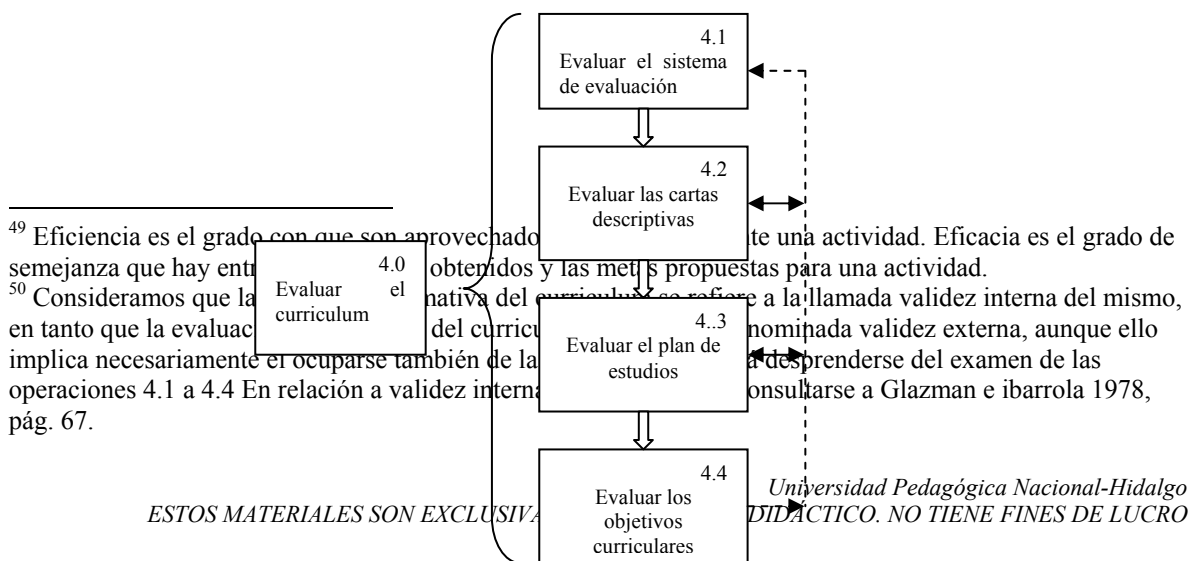 4.1
Evaluar el sistema
de evaluación
4.2
Evaluar las cartas
descriptivas
4.0
Evaluar el
curriculum
4..3
Evaluar el plan de
estudios
4.4
Evaluar los
objetivos
curriculares
49 Eficiencia es el grado con que son aprovechado te una actividad. Eficacia es el grado de
semejanza que hay entr obtenidos y las metas propuestas para una actividad.
50 Consideramos que la mativa del curriculum se refiere a la llamada validez interna del mismo,
en tanto que la evaluac del curricu nominada validez externa, aunque ello
implica necesariamente el ocuparse también de la a desprenderse del examen de las
operaciones 4.1 a 4.4 En relación a validez interna onsultarse a Glazman e ibarrola 1978,
pág. 67.
Universidad Pedagógica Nacional-Hidalgo
ESTOS MATERIALES SON EXCLUSIVA DIDACTICO. NO TIENE FINES DE LUCRO